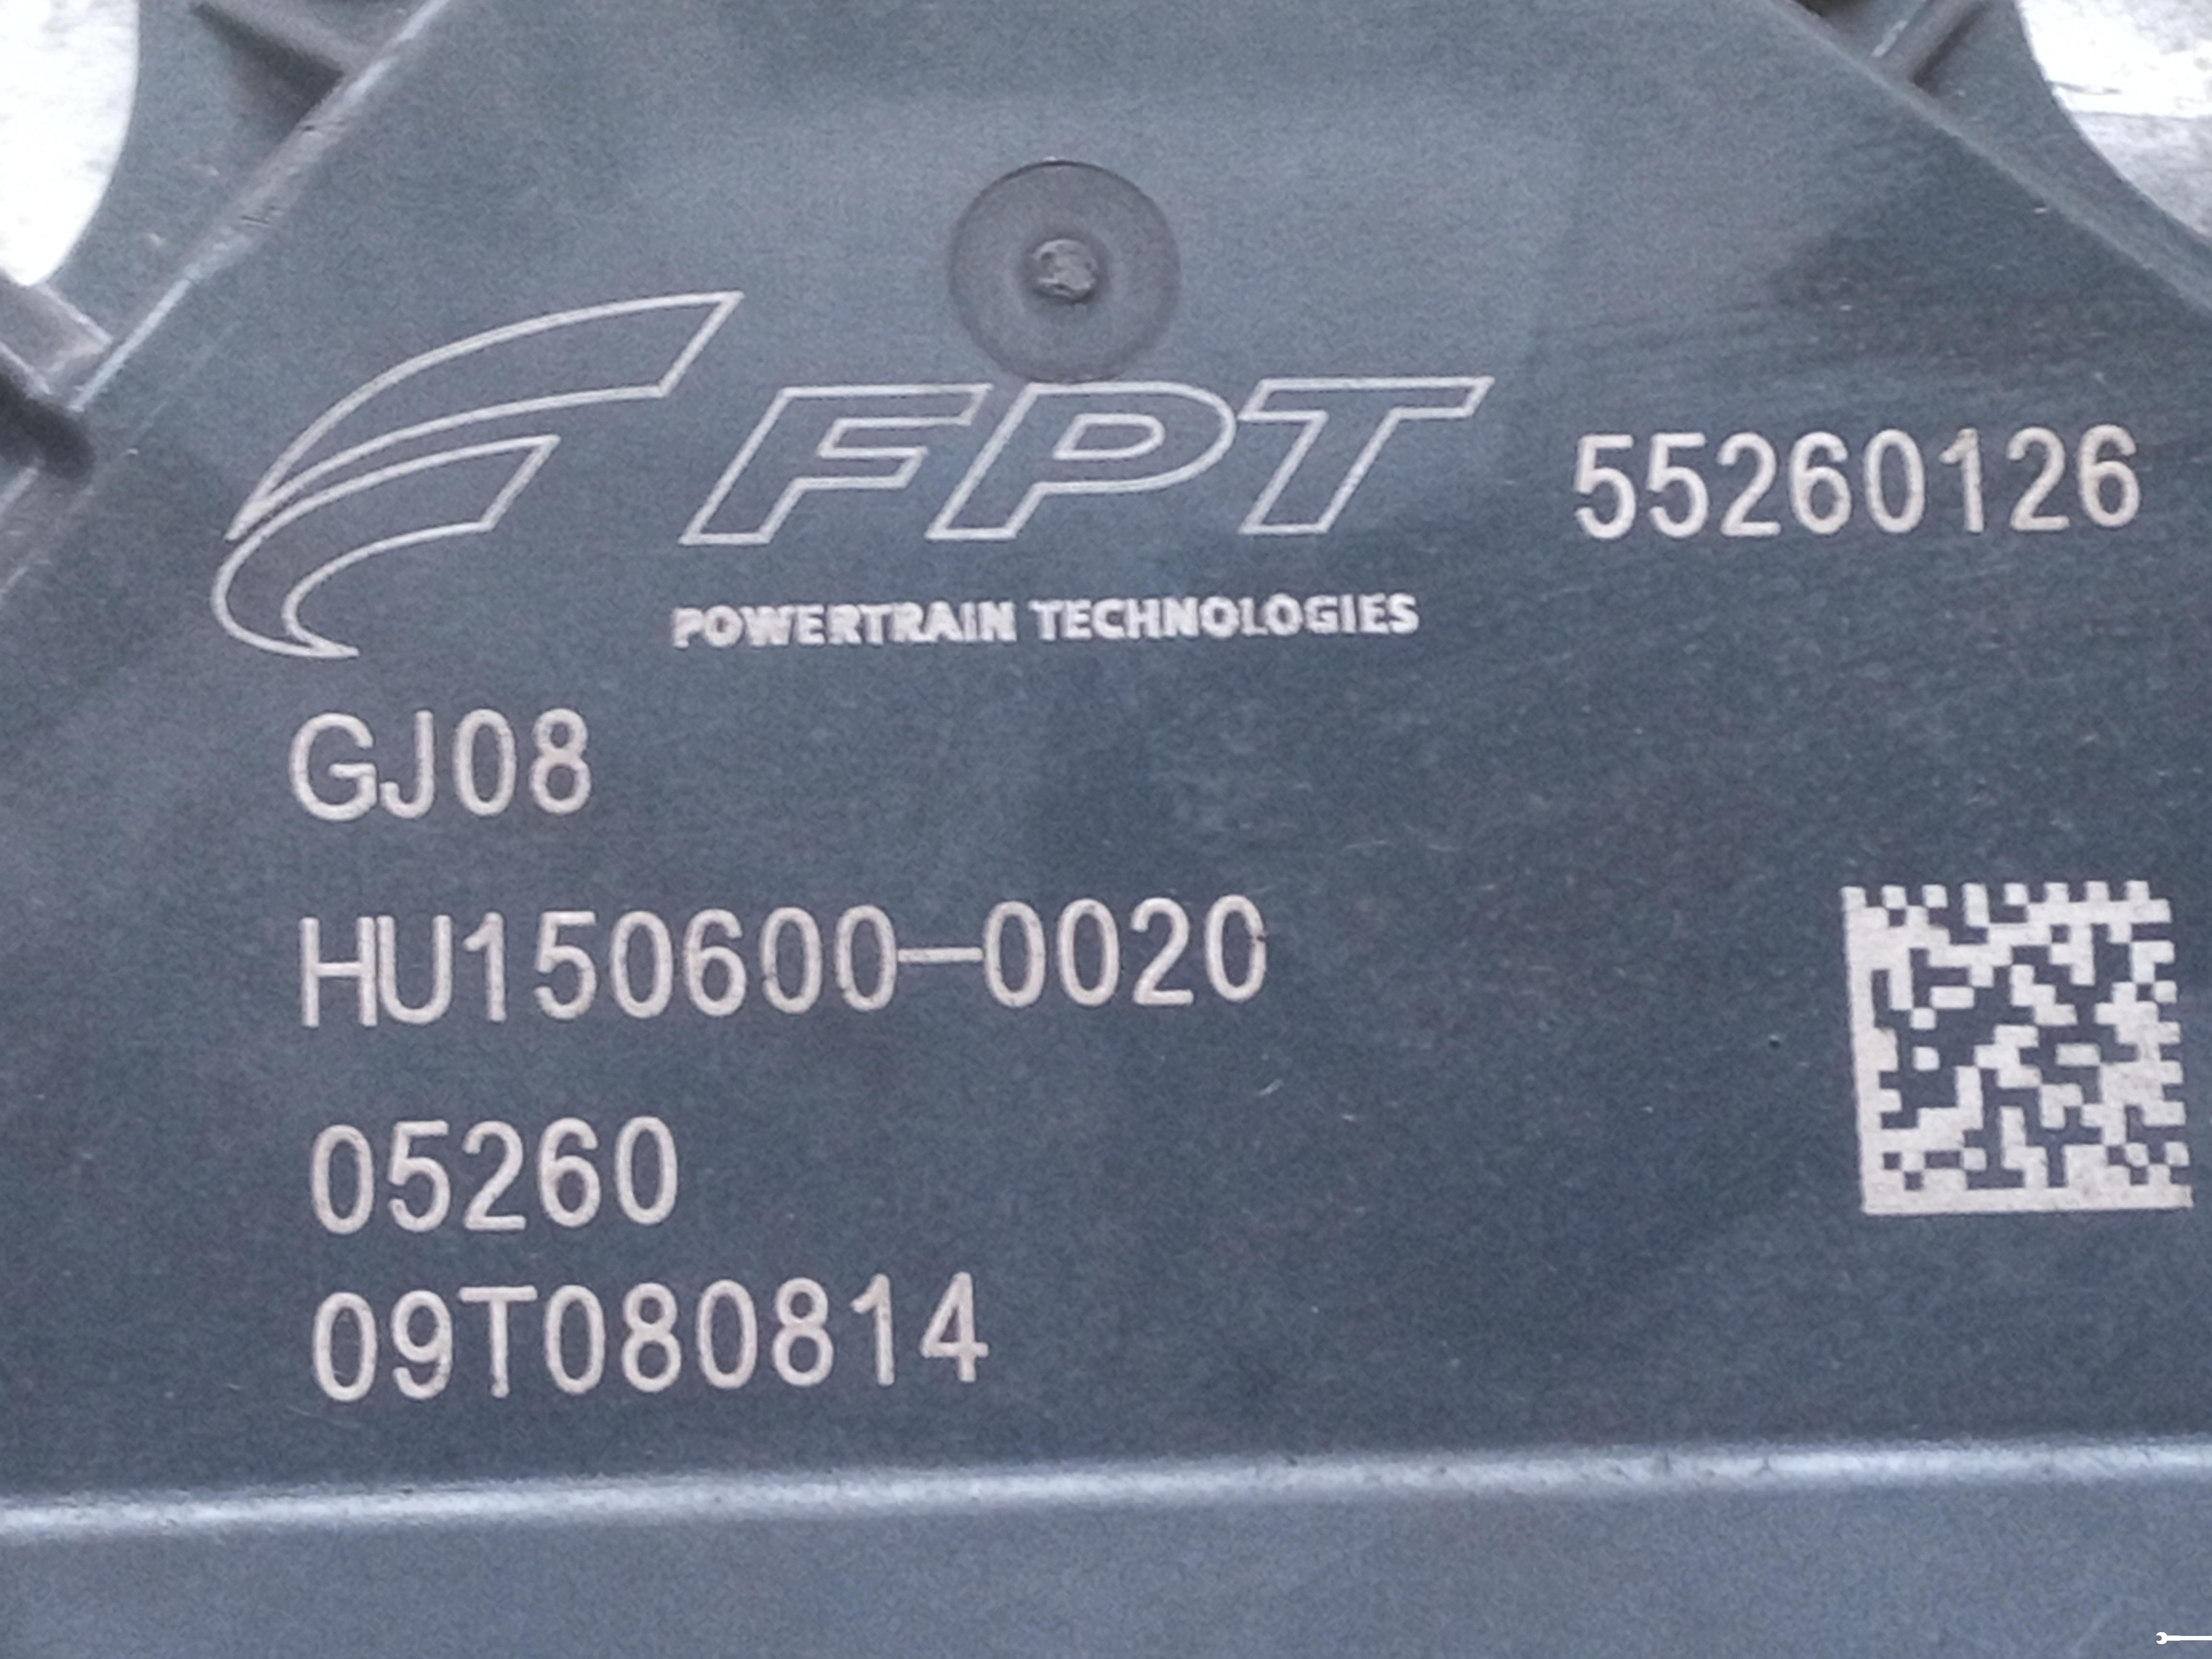 FPT 55260126
POWERTRAIN TECHNOLOGIES
GJ08
HU150600-0020
05260
09T080814